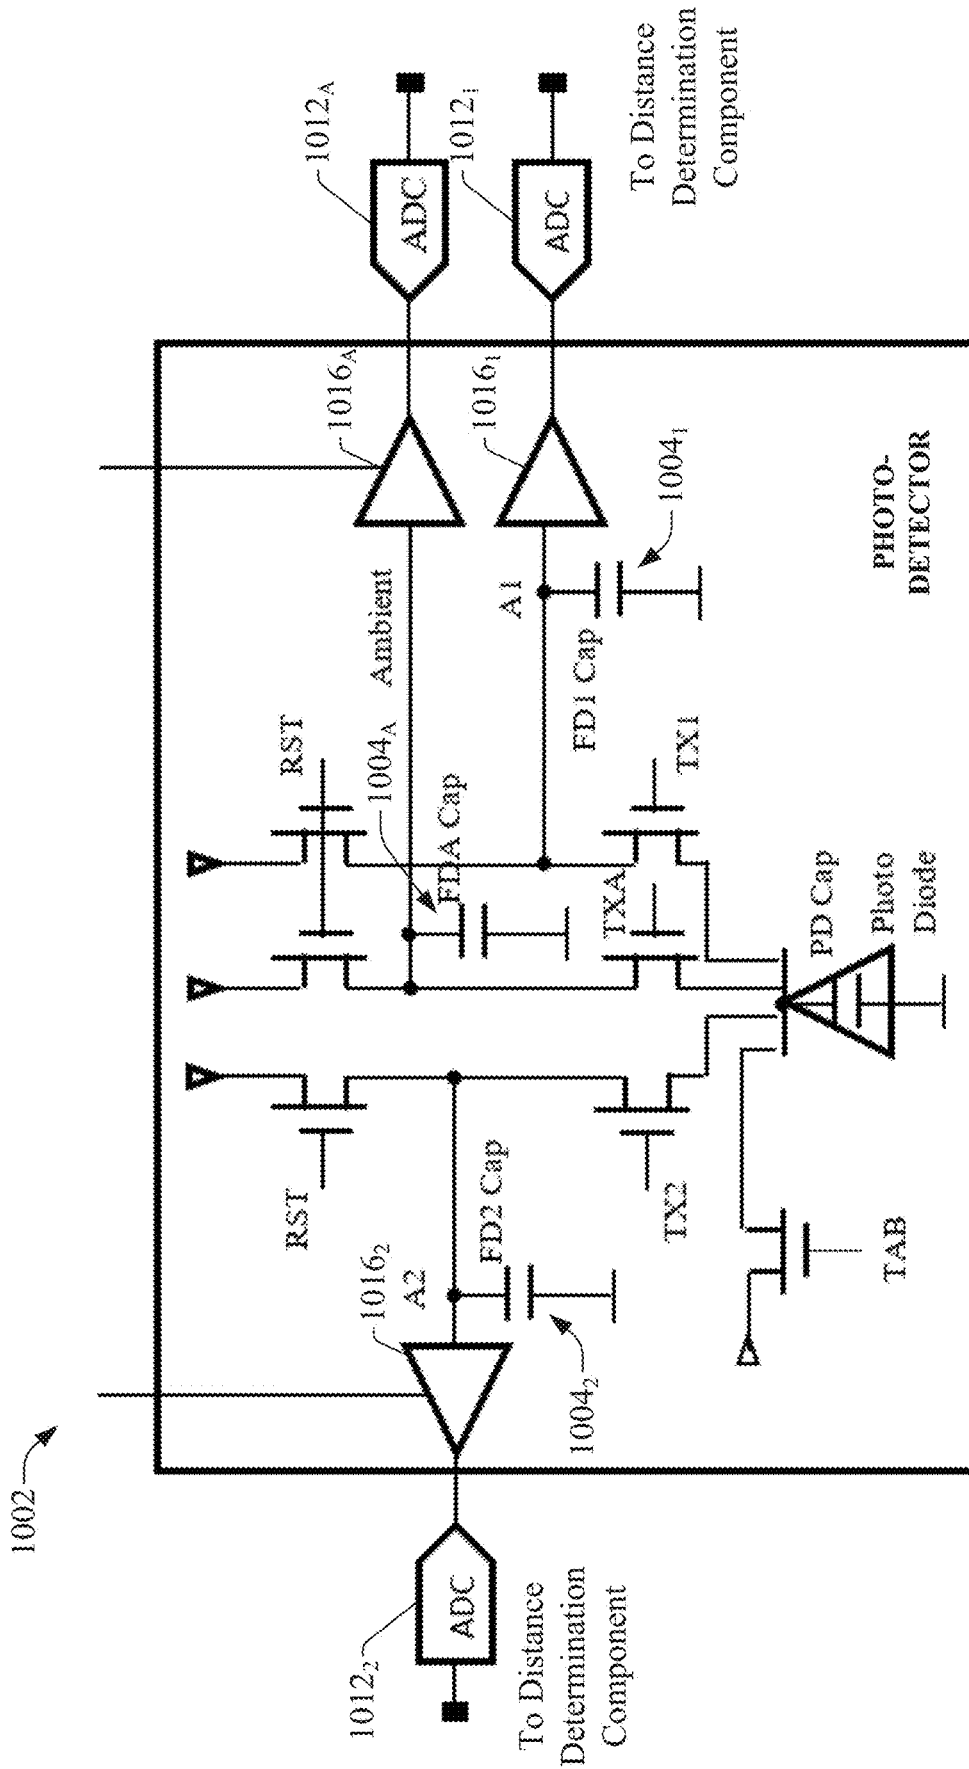 1002
1012₂
ADC
To Distance
Determination
Component
1016₂
A2
FD2 Cap
1004₂
RST
TX2
TAB
RST
1004A
FDA Cap
TXA
TX1
PD Cap
Photo
Diode
Ambient
A1
FD1 Cap
1004₁
1016A
1016₁
PHOTO-
DETECTOR
1012A
ADC
1012₁
ADC
To Distance
Determination
Component